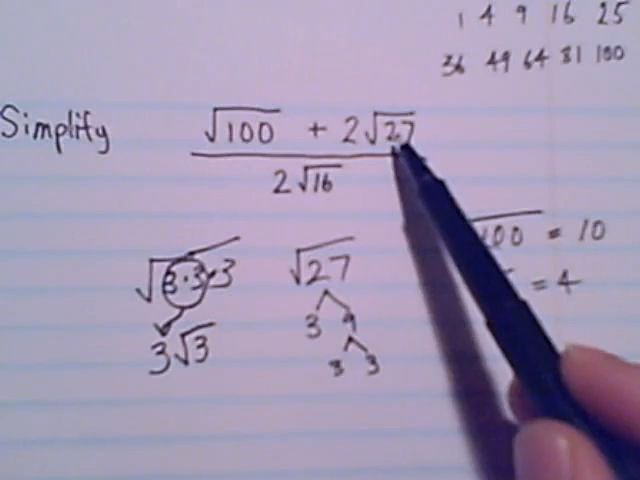 1 4 9 16 25
36 49 64 81 100
Simplify √100 + 2√27
2√16
√100 = 10
= 4
√3·3·3 √27
3 9
3√3
3 3